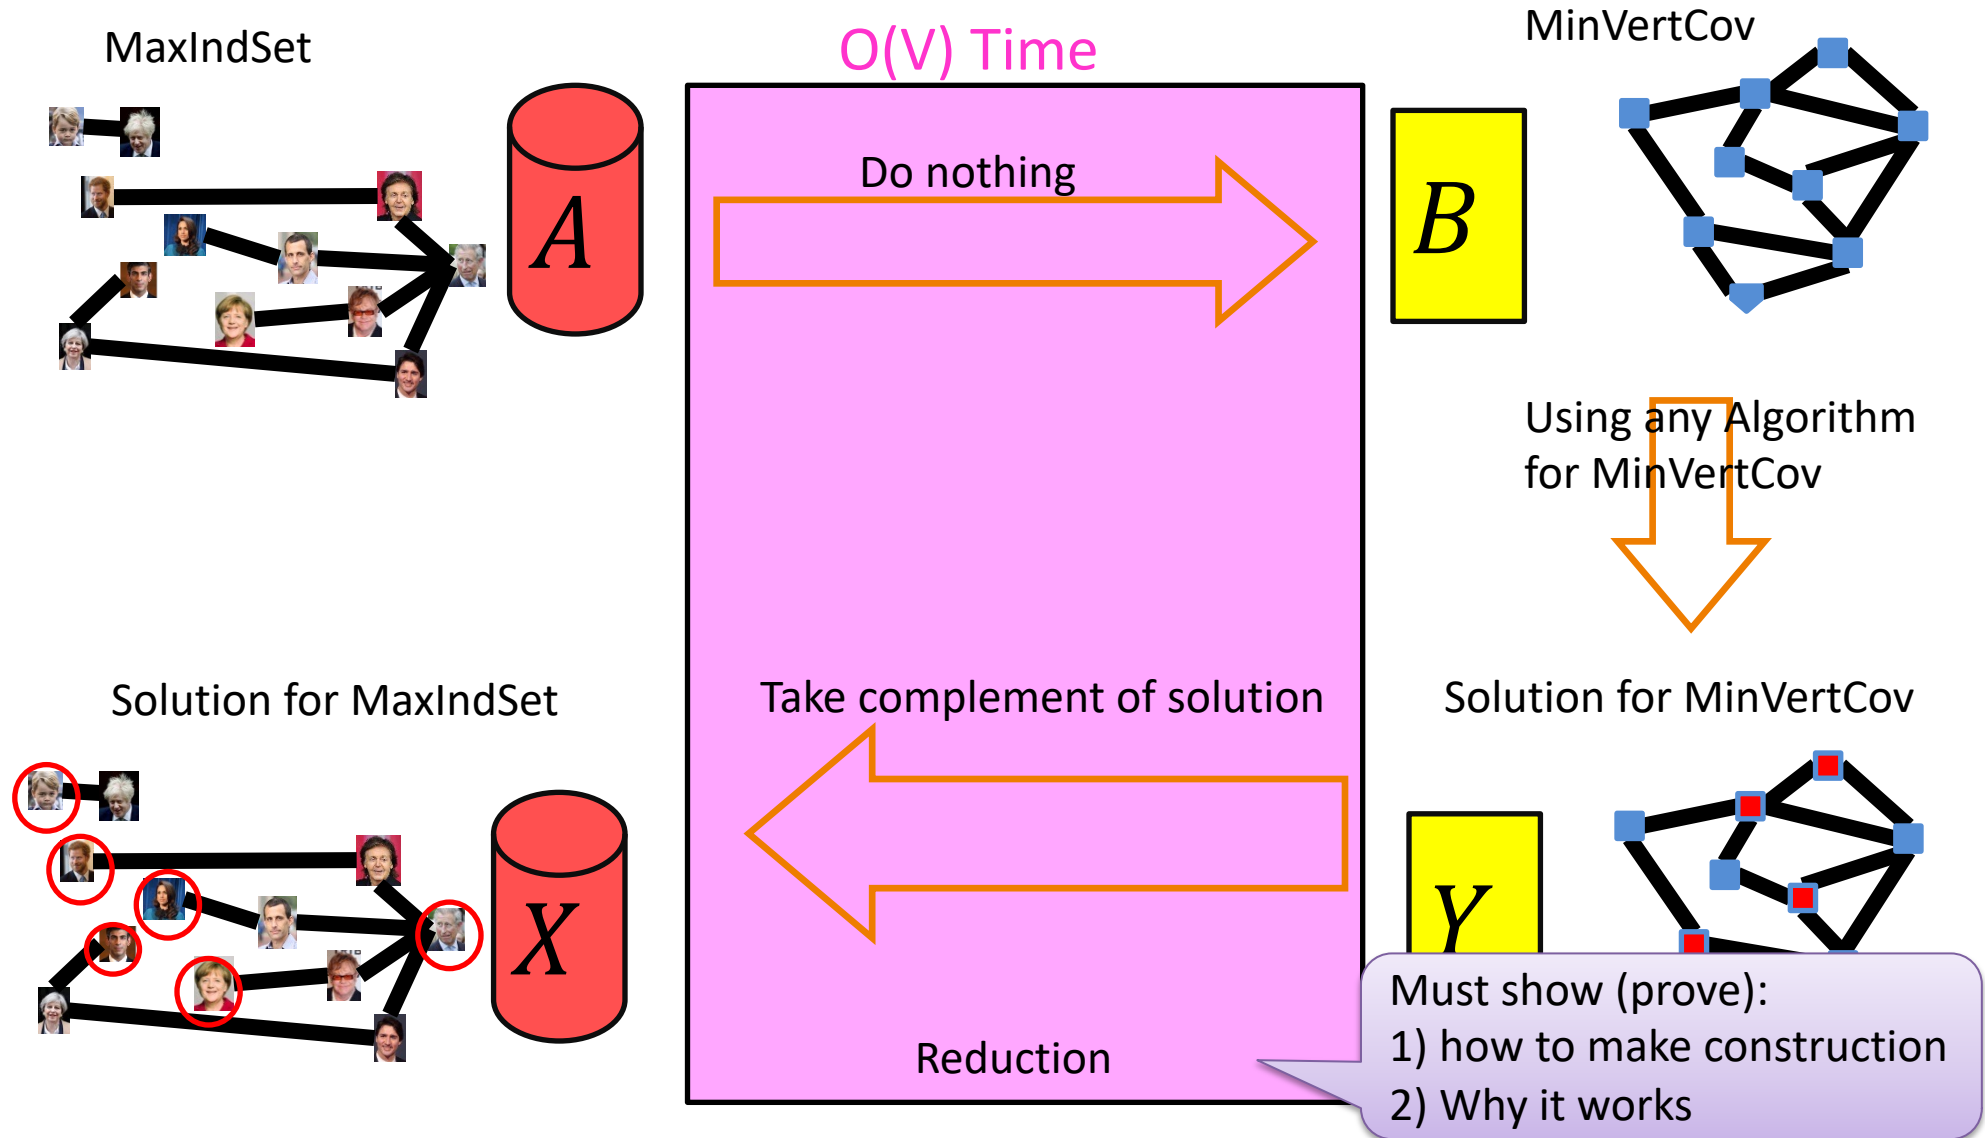 MaxIndSet
O(V) Time
MinVertCov
A
Do nothing
B
Using any Algorithm
for MinVertCov
Solution for MaxIndSet
Take complement of solution
Solution for MinVertCov
X
Y
Reduction
Must show (prove):
1) how to make construction
2) Why it works